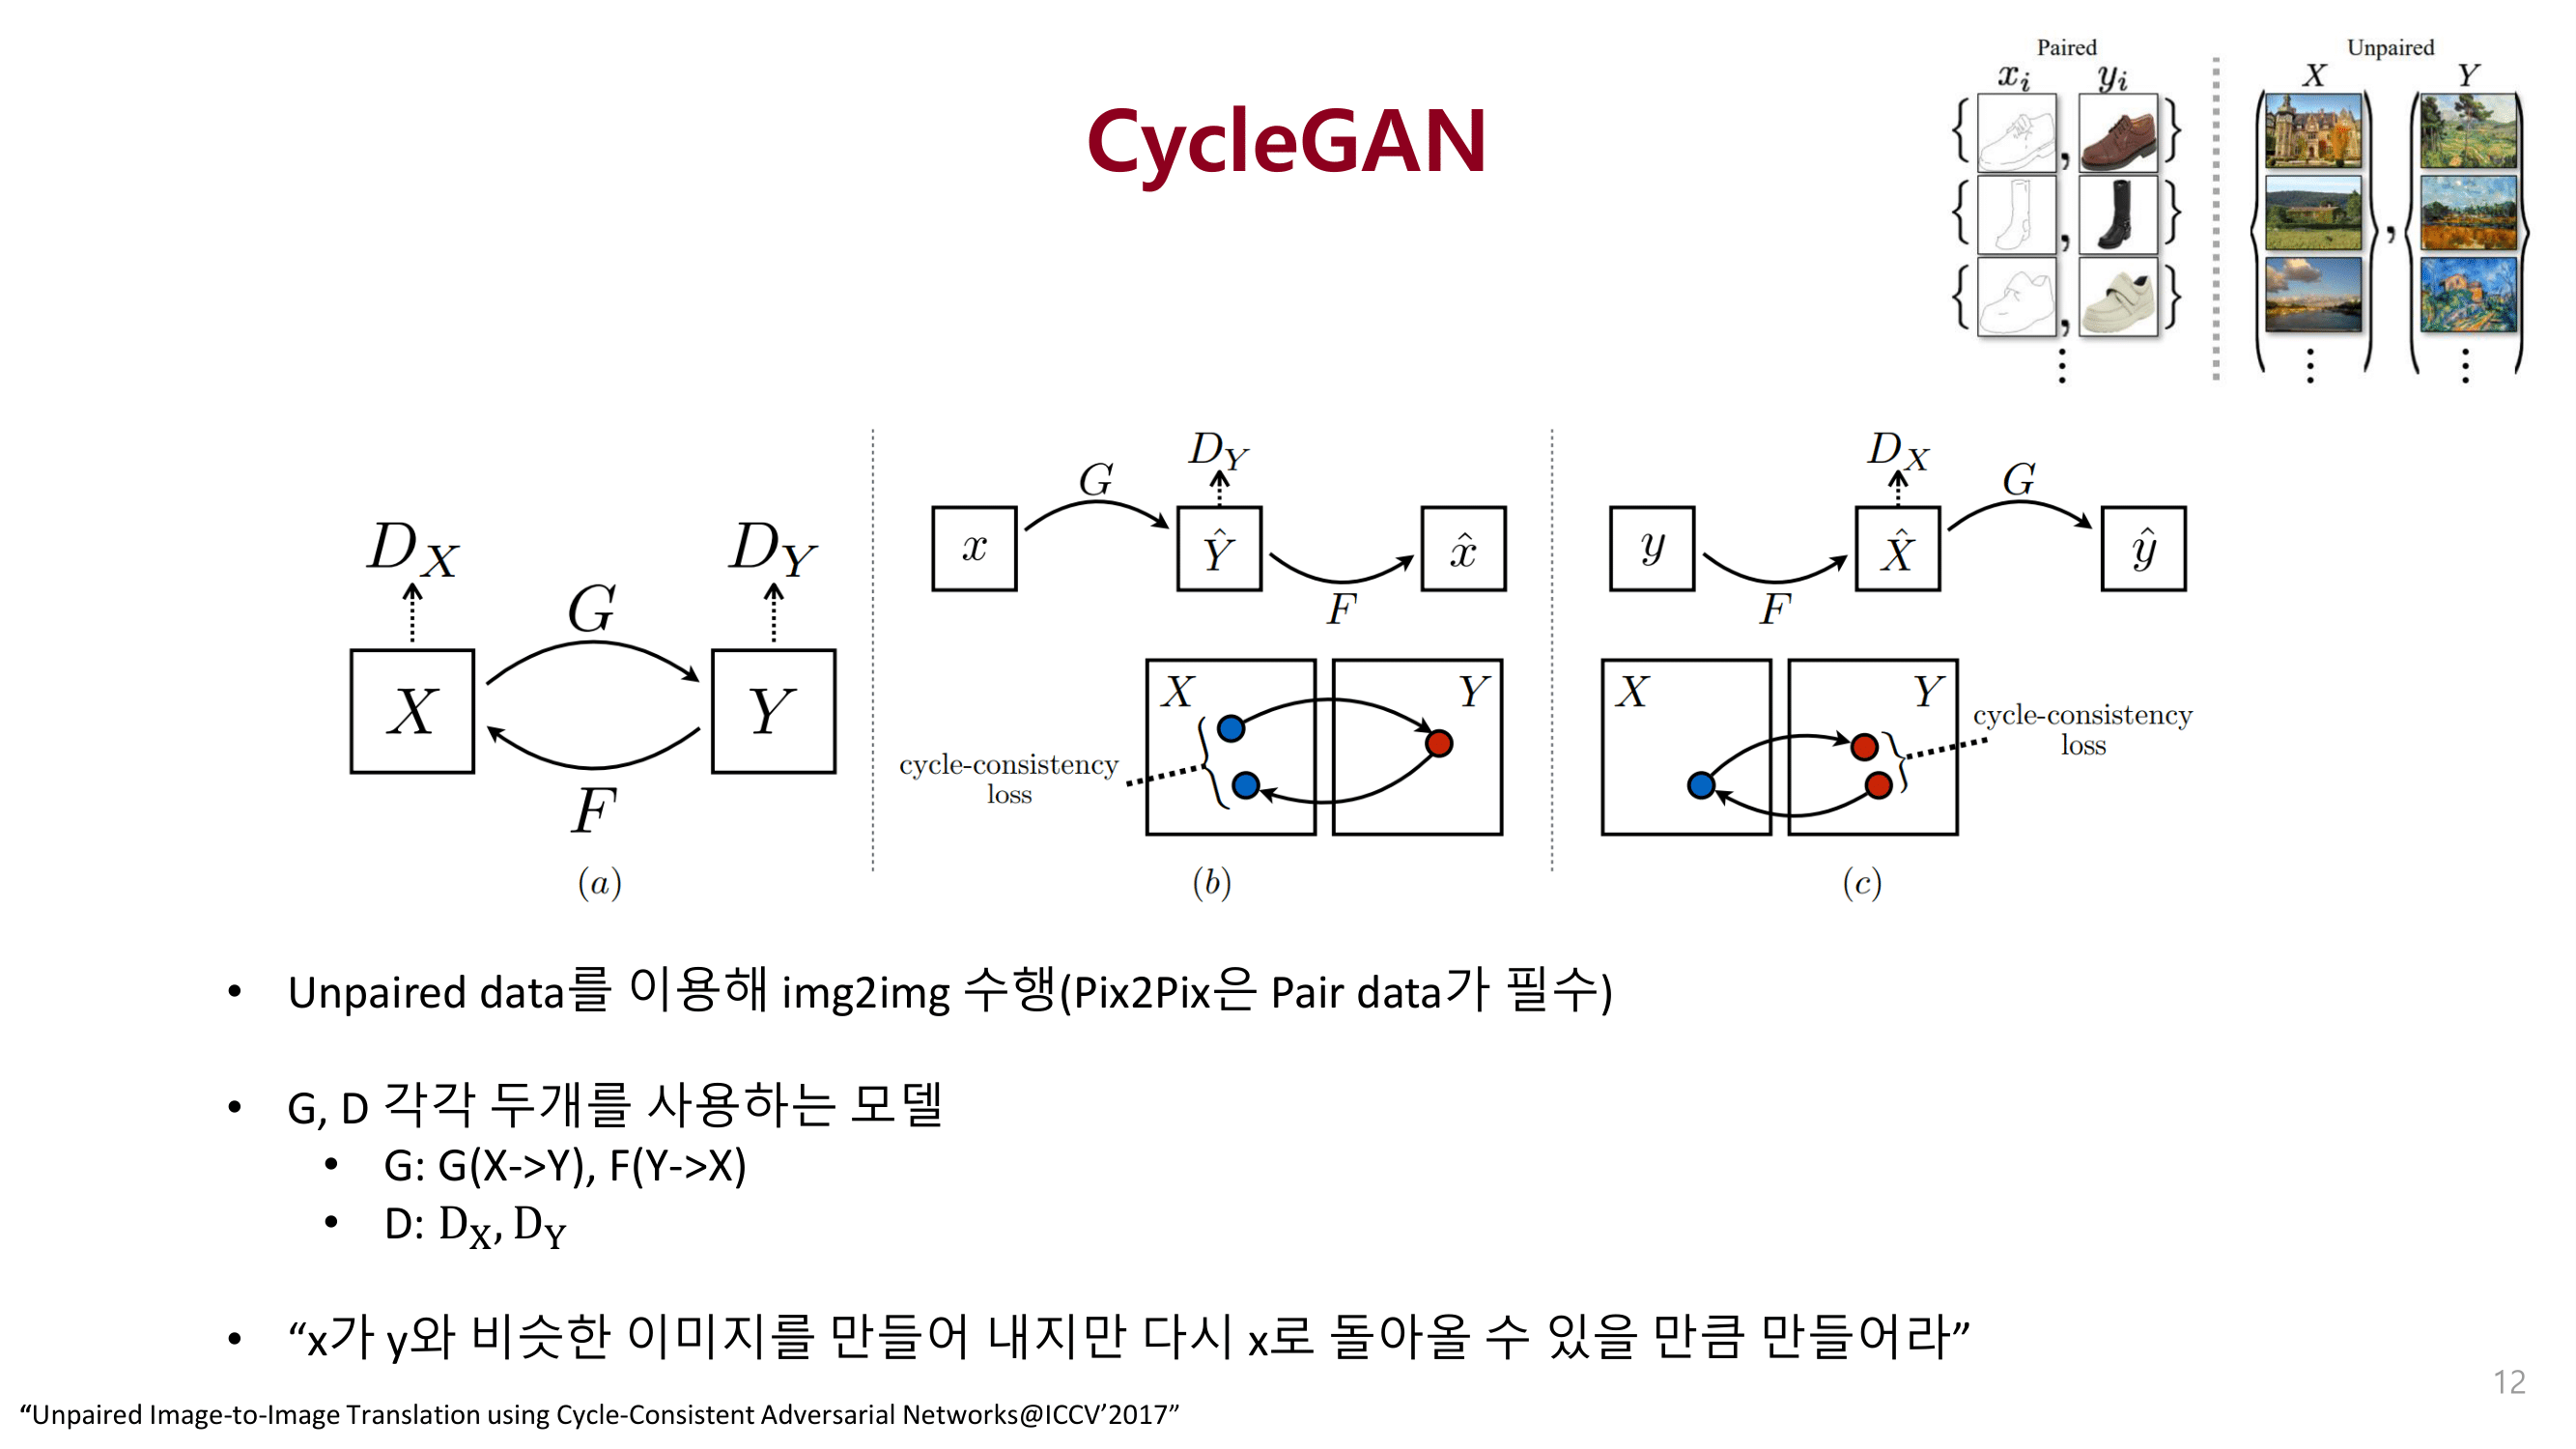 CycleGAN
Paired
Unpaired
x_i y_i
X Y
{ , }
{ , }
{ , }
⋮
{ } , { }
⋮ ⋮
D_X D_Y
G
X Y
F
(a)
D_Y
G
x Ŷ x̂
F
X Y
cycle-consistency
loss
(b)
D_X
G
y X̂ ŷ
F
X Y
cycle-consistency
loss
(c)
• Unpaired data를 이용해 img2img 수행(Pix2Pix은 Pair data가 필수)
• G, D 각각 두개를 사용하는 모델
• G: G(X->Y), F(Y->X)
• D: D_X, D_Y
• “x가 y와 비슷한 이미지를 만들어 내지만 다시 x로 돌아올 수 있을 만큼 만들어라”
“Unpaired Image-to-Image Translation using Cycle-Consistent Adversarial Networks@ICCV’2017”
12